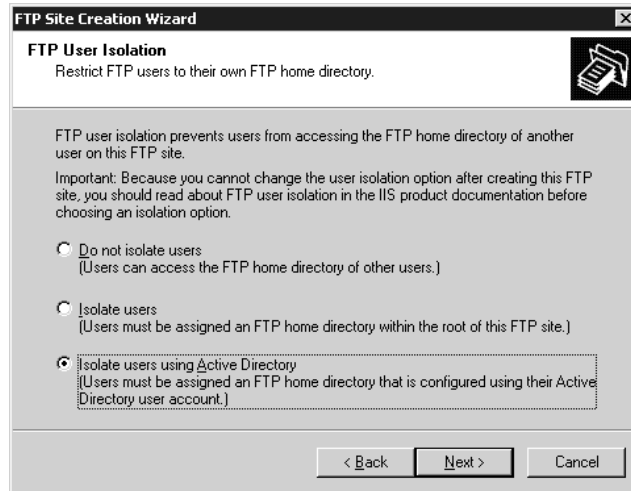 FTP Site Creation Wizard
FTP User Isolation
Restrict FTP users to their own FTP home directory.
FTP user isolation prevents users from accessing the FTP home directory of another
user on this FTP site.
Important: Because you cannot change the user isolation option after creating this FTP
site, you should read about FTP user isolation in the IIS product documentation before
choosing an isolation option.
Do not isolate users
(Users can access the FTP home directory of other users.)
Isolate users
(Users must be assigned an FTP home directory within the root of this FTP site.)
Isolate users using Active Directory
(Users must be assigned an FTP home directory that is configured using their Active
Directory user account.)
< Back
Next >
Cancel